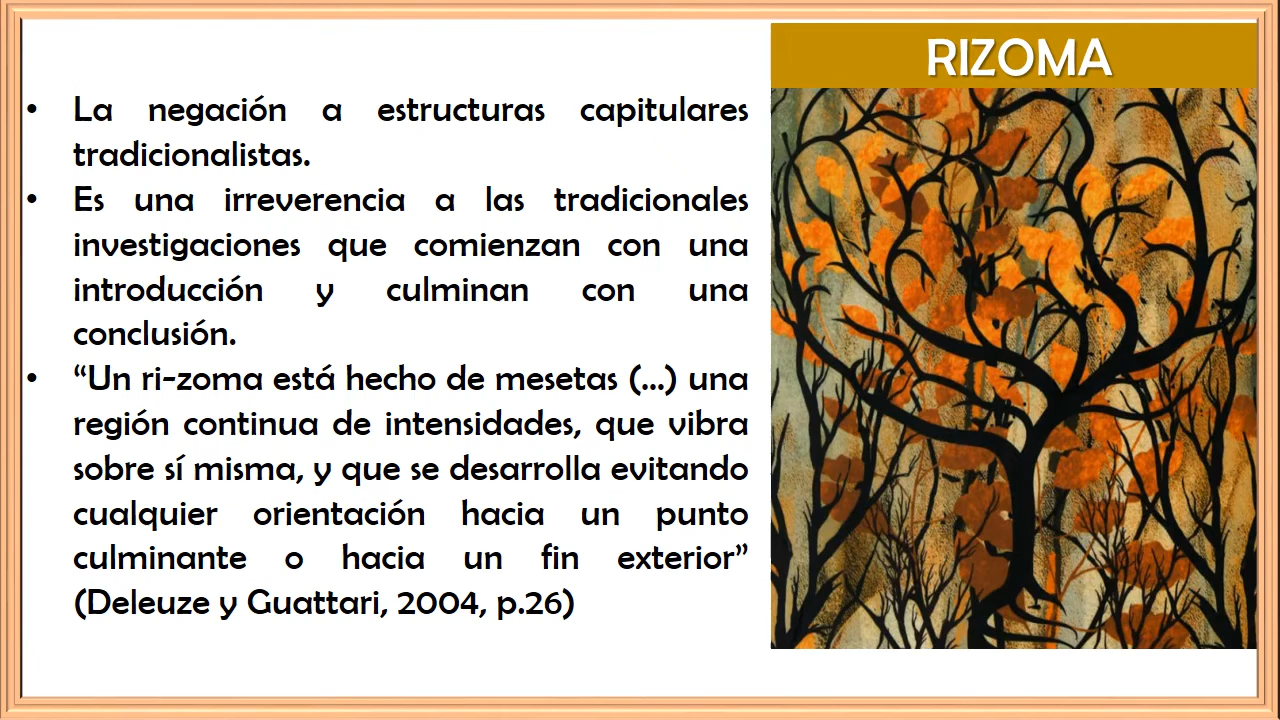 RIZOMA
• La negación a estructuras capitulares
tradicionalistas.
• Es una irreverencia a las tradicionales
investigaciones que comienzan con una
introducción y culminan con una
conclusión.
• “Un ri-zoma está hecho de mesetas (...) una
región continua de intensidades, que vibra
sobre sí misma, y que se desarrolla evitando
cualquier orientación hacia un punto
culminante o hacia un fin exterior”
(Deleuze y Guattari, 2004, p.26)